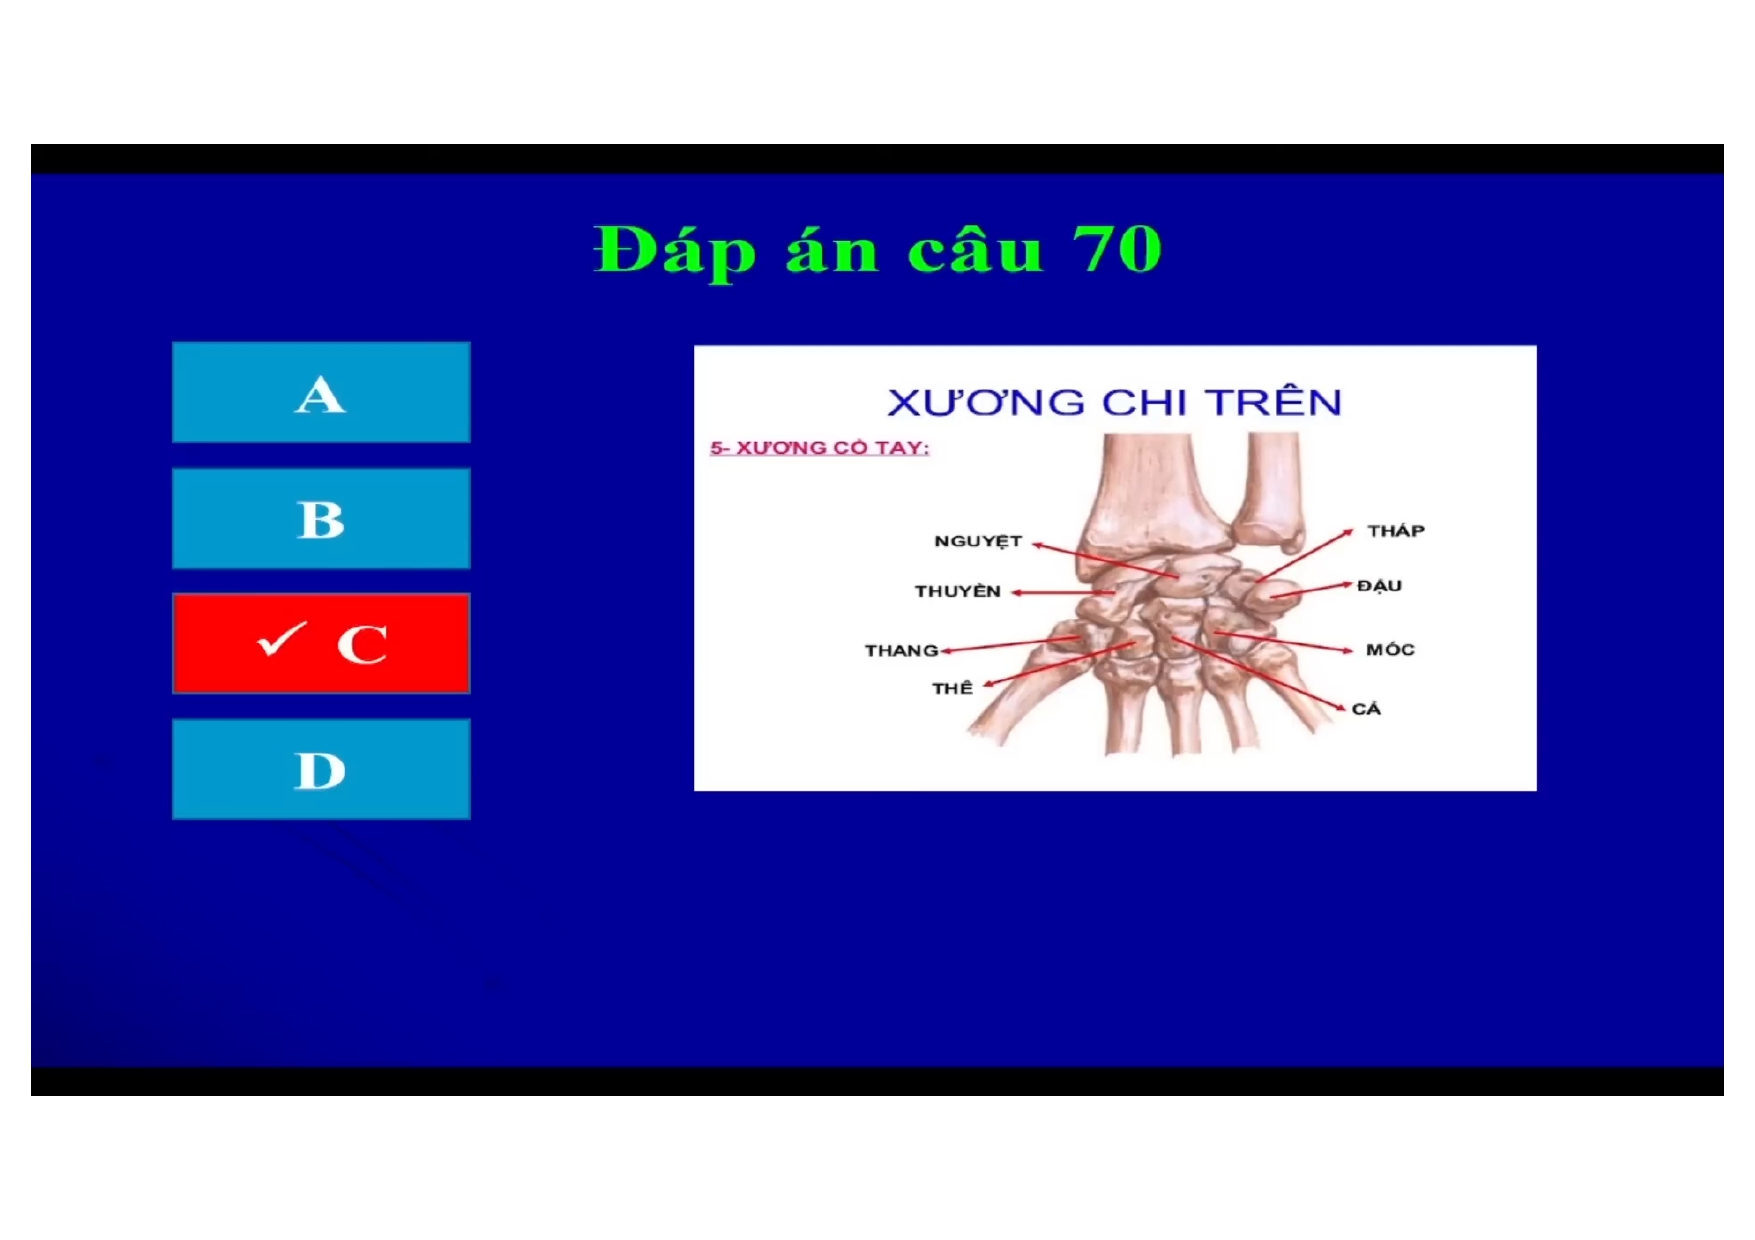 Đáp án câu 70
A
B
✓ C
D
XƯƠNG CHI TRÊN
5- XƯƠNG CỔ TAY:
NGUYỆT
THÁP
THUYỀN
ĐẬU
THANG
MÓC
THÊ
CẢ